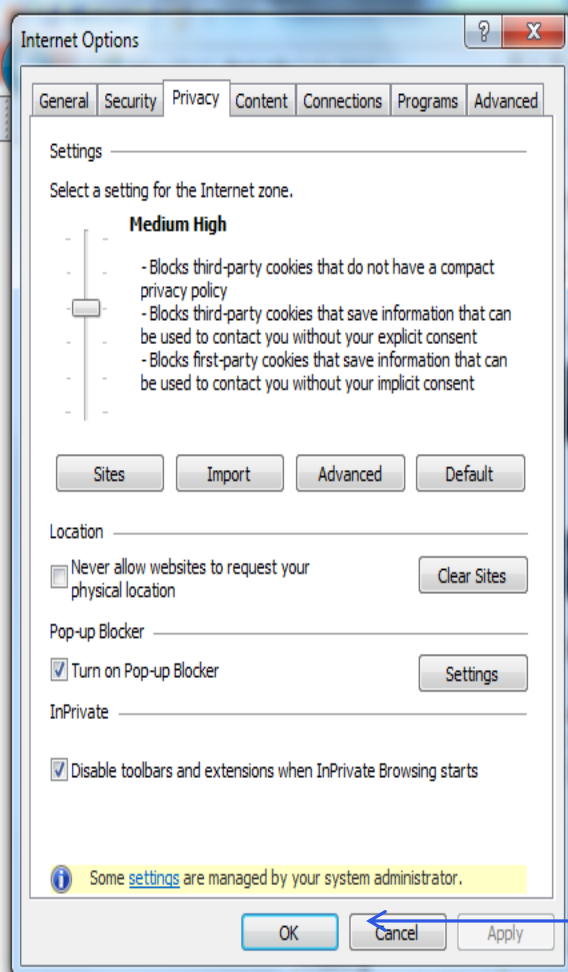 Internet Options
? X
General Security Privacy Content Connections Programs Advanced
Settings
Select a setting for the Internet zone.
Medium High
- Blocks third-party cookies that do not have a compact
privacy policy
- Blocks third-party cookies that save information that can
be used to contact you without your explicit consent
- Blocks first-party cookies that save information that can
be used to contact you without your implicit consent
Sites Import Advanced Default
Location
Never allow websites to request your
physical location
Clear Sites
Pop-up Blocker
Turn on Pop-up Blocker
Settings
InPrivate
Disable toolbars and extensions when InPrivate Browsing starts
Some settings are managed by your system administrator.
OK Cancel Apply